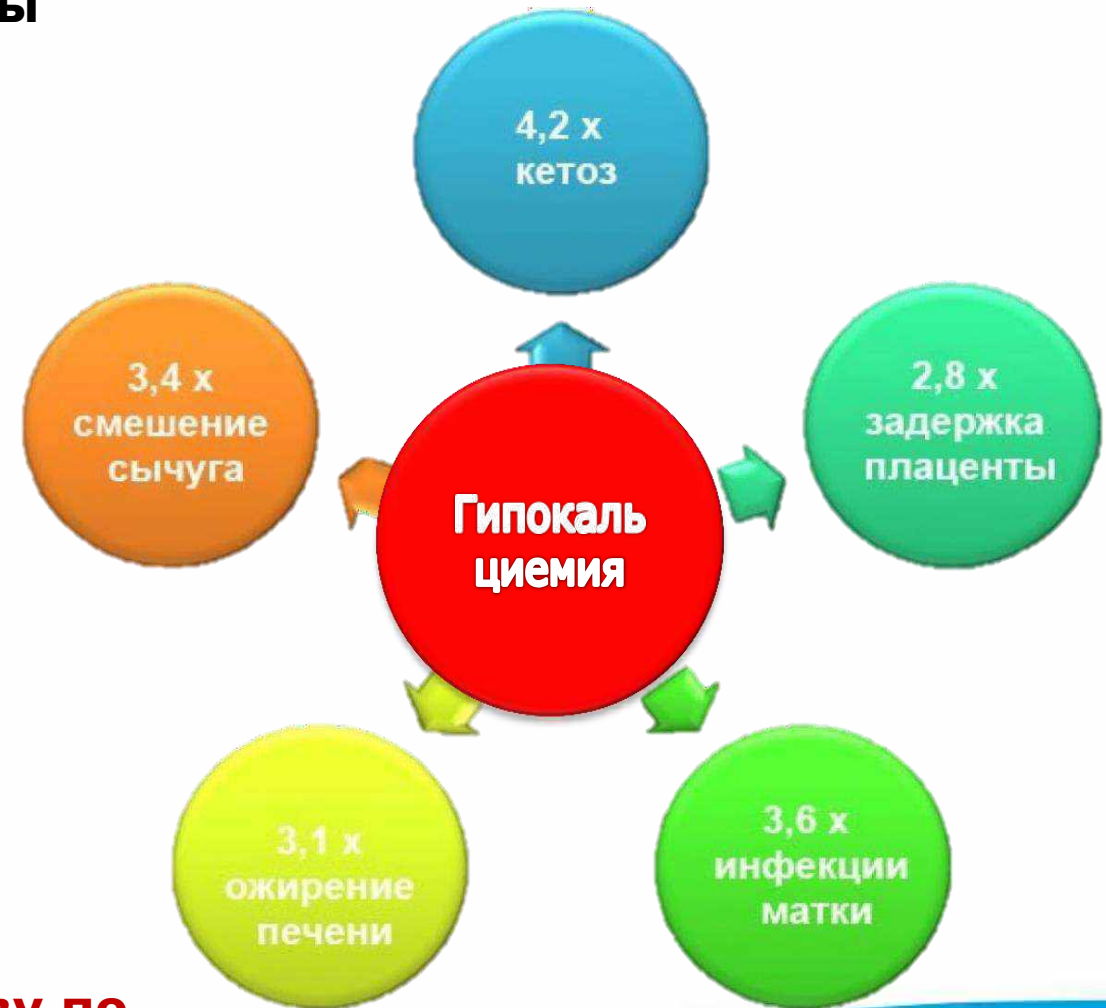 ы
4,2 х
кетоз
3,4 х
смешение
сычуга
2,8 х
задержка
плаценты
Гипокаль
циемия
3,1 х
ожирение
печени
3,6 х
инфекции
матки